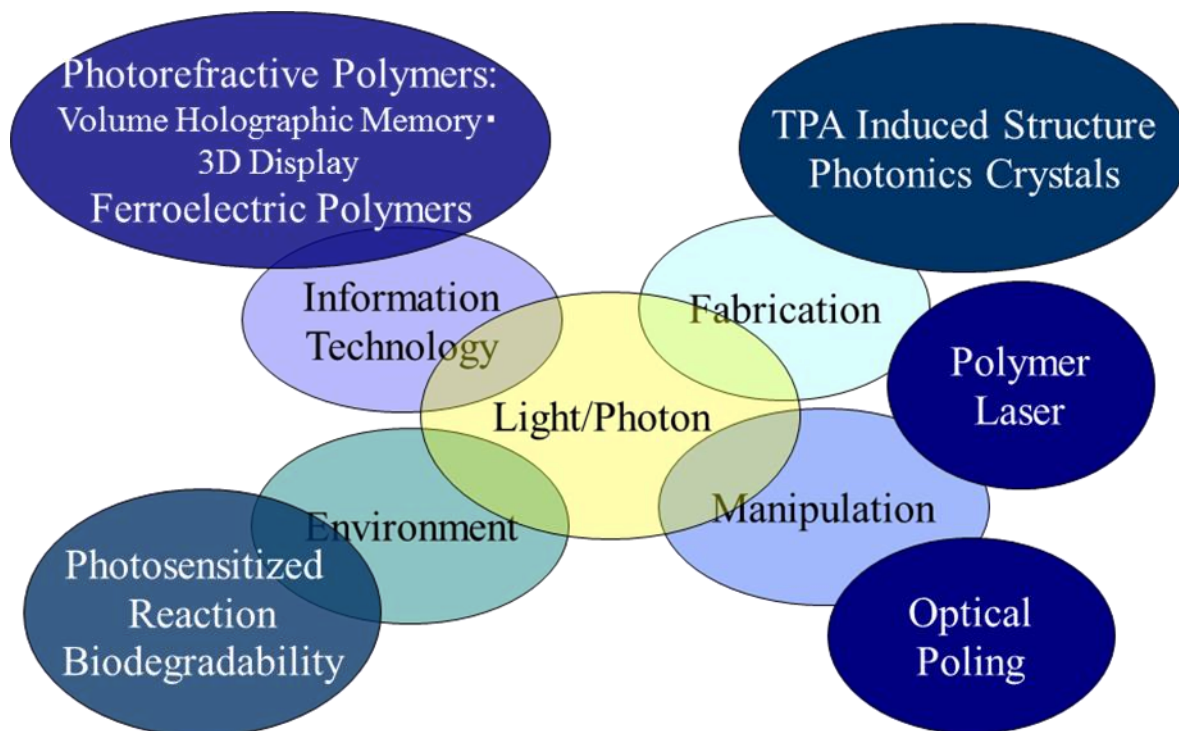 Photorefractive Polymers:
Volume Holographic Memory・
3D Display
Ferroelectric Polymers
TPA Induced Structure
Photonics Crystals
Information
Technology
Fabrication
Polymer
Laser
Light/Photon
Environment
Manipulation
Photosensitized
Reaction
Biodegradability
Optical
Poling